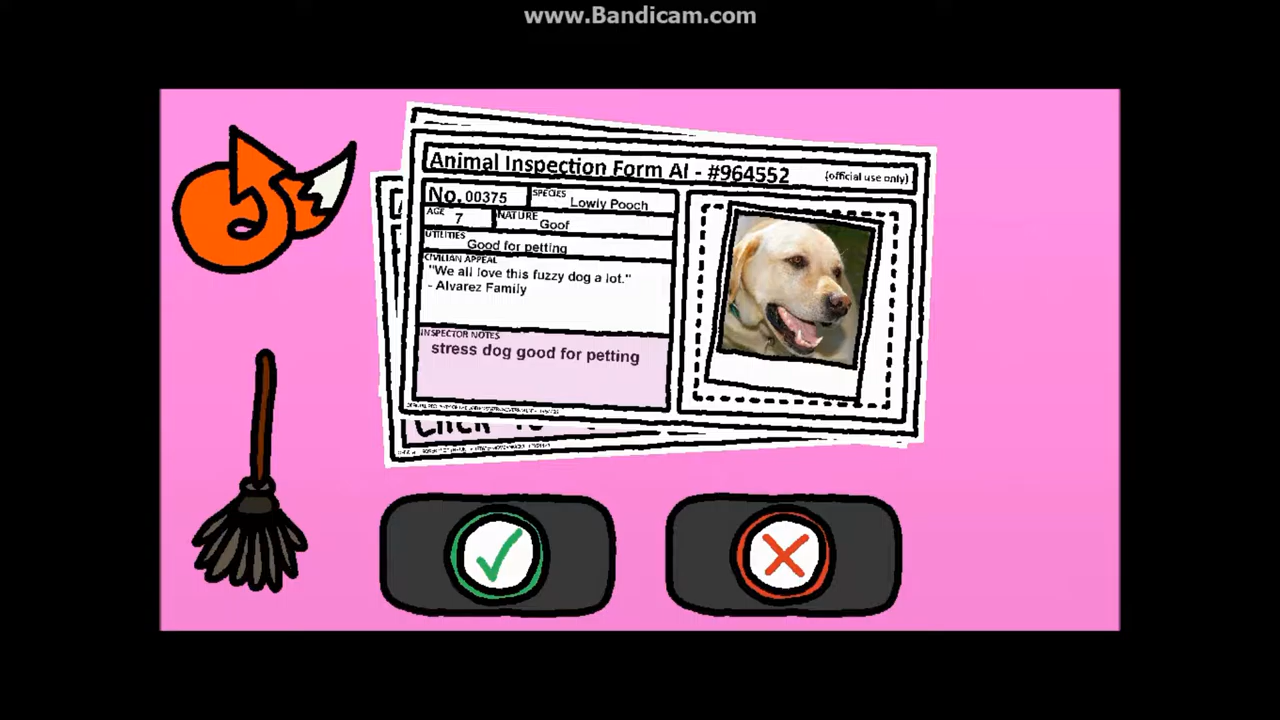 www.Bandicam.com
Animal Inspection Form AI - #964552 (official use only)
No. 00375
SPECIES
Lowly Pooch
AGE
7
NATURE
Goof
UTILITIES
Good for petting
CIVILIAN APPEAL
"We all love this fuzzy dog a lot."
- Alvarez Family
INSPECTOR NOTES
stress dog good for petting